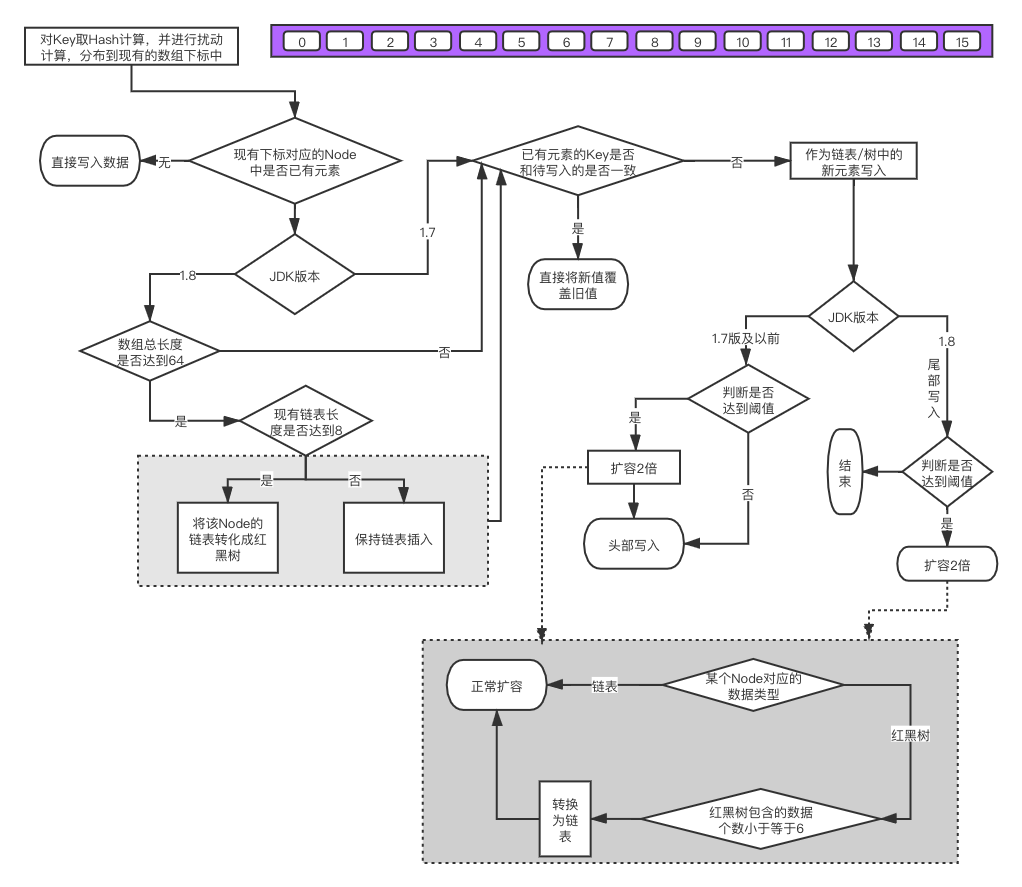 对Key取Hash计算，并进行扰动
计算，分布到现有的数组下标中
0 1 2 3 4 5 6 7 8 9 10 11 12 13 14 15
直接写入数据
无
现有下标对应的Node
中是否已有元素
已有元素的Key是否
和待写入的是否一致
否
作为链表/树中的
新元素写入
1.7
是
1.8
JDK版本
直接将新值覆
盖旧值
JDK版本
数组总长度
是否达到64
否
1.7版及以前
1.8
尾
部
写
入
判断是否
达到阈值
是
现有链表长
度是否达到8
是
结
束
判断是否
达到阈值
扩容2倍
是
否
否
是
将该Node的
链表转化成红
黑树
保持链表插入
头部写入
扩容2倍
正常扩容
链表
某个Node对应的
数据类型
红黑树
转换
为链
表
红黑树包含的数据
个数小于等于6